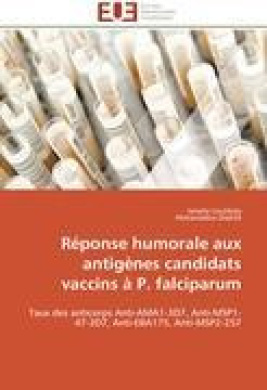 Réponse humorale aux
antigènes candidats
vaccins à P. falciparum
Taux des anticorps Anti-AMA1-3D7, Anti-MSP1-
42-3D7, Anti-EBA175, Anti-MSP2-257